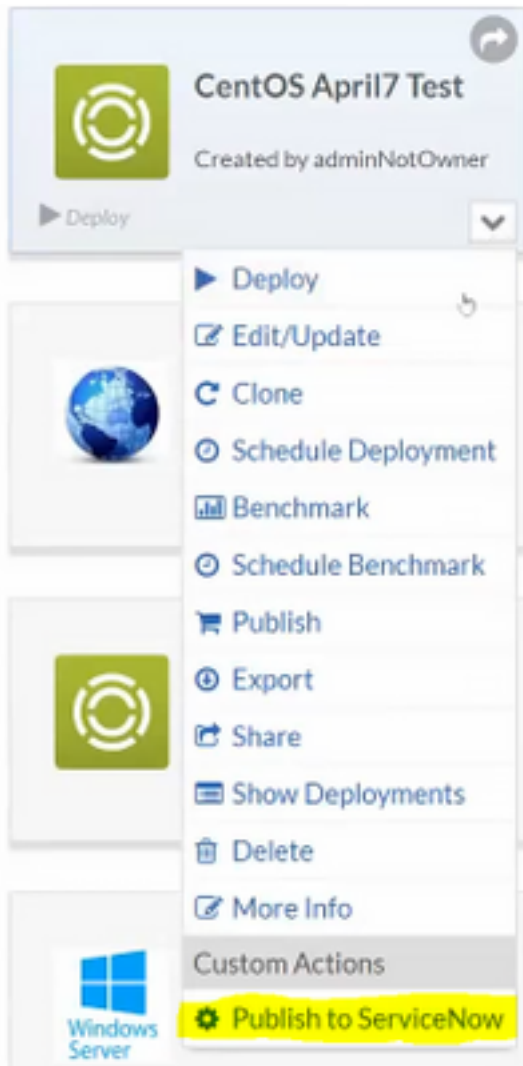 CentOS April7 Test
Created by adminNotOwner
Deploy
Deploy
Edit/Update
Clone
Schedule Deployment
Benchmark
Schedule Benchmark
Publish
Export
Share
Show Deployments
Delete
More Info
Custom Actions
Publish to ServiceNow
Windows
Server